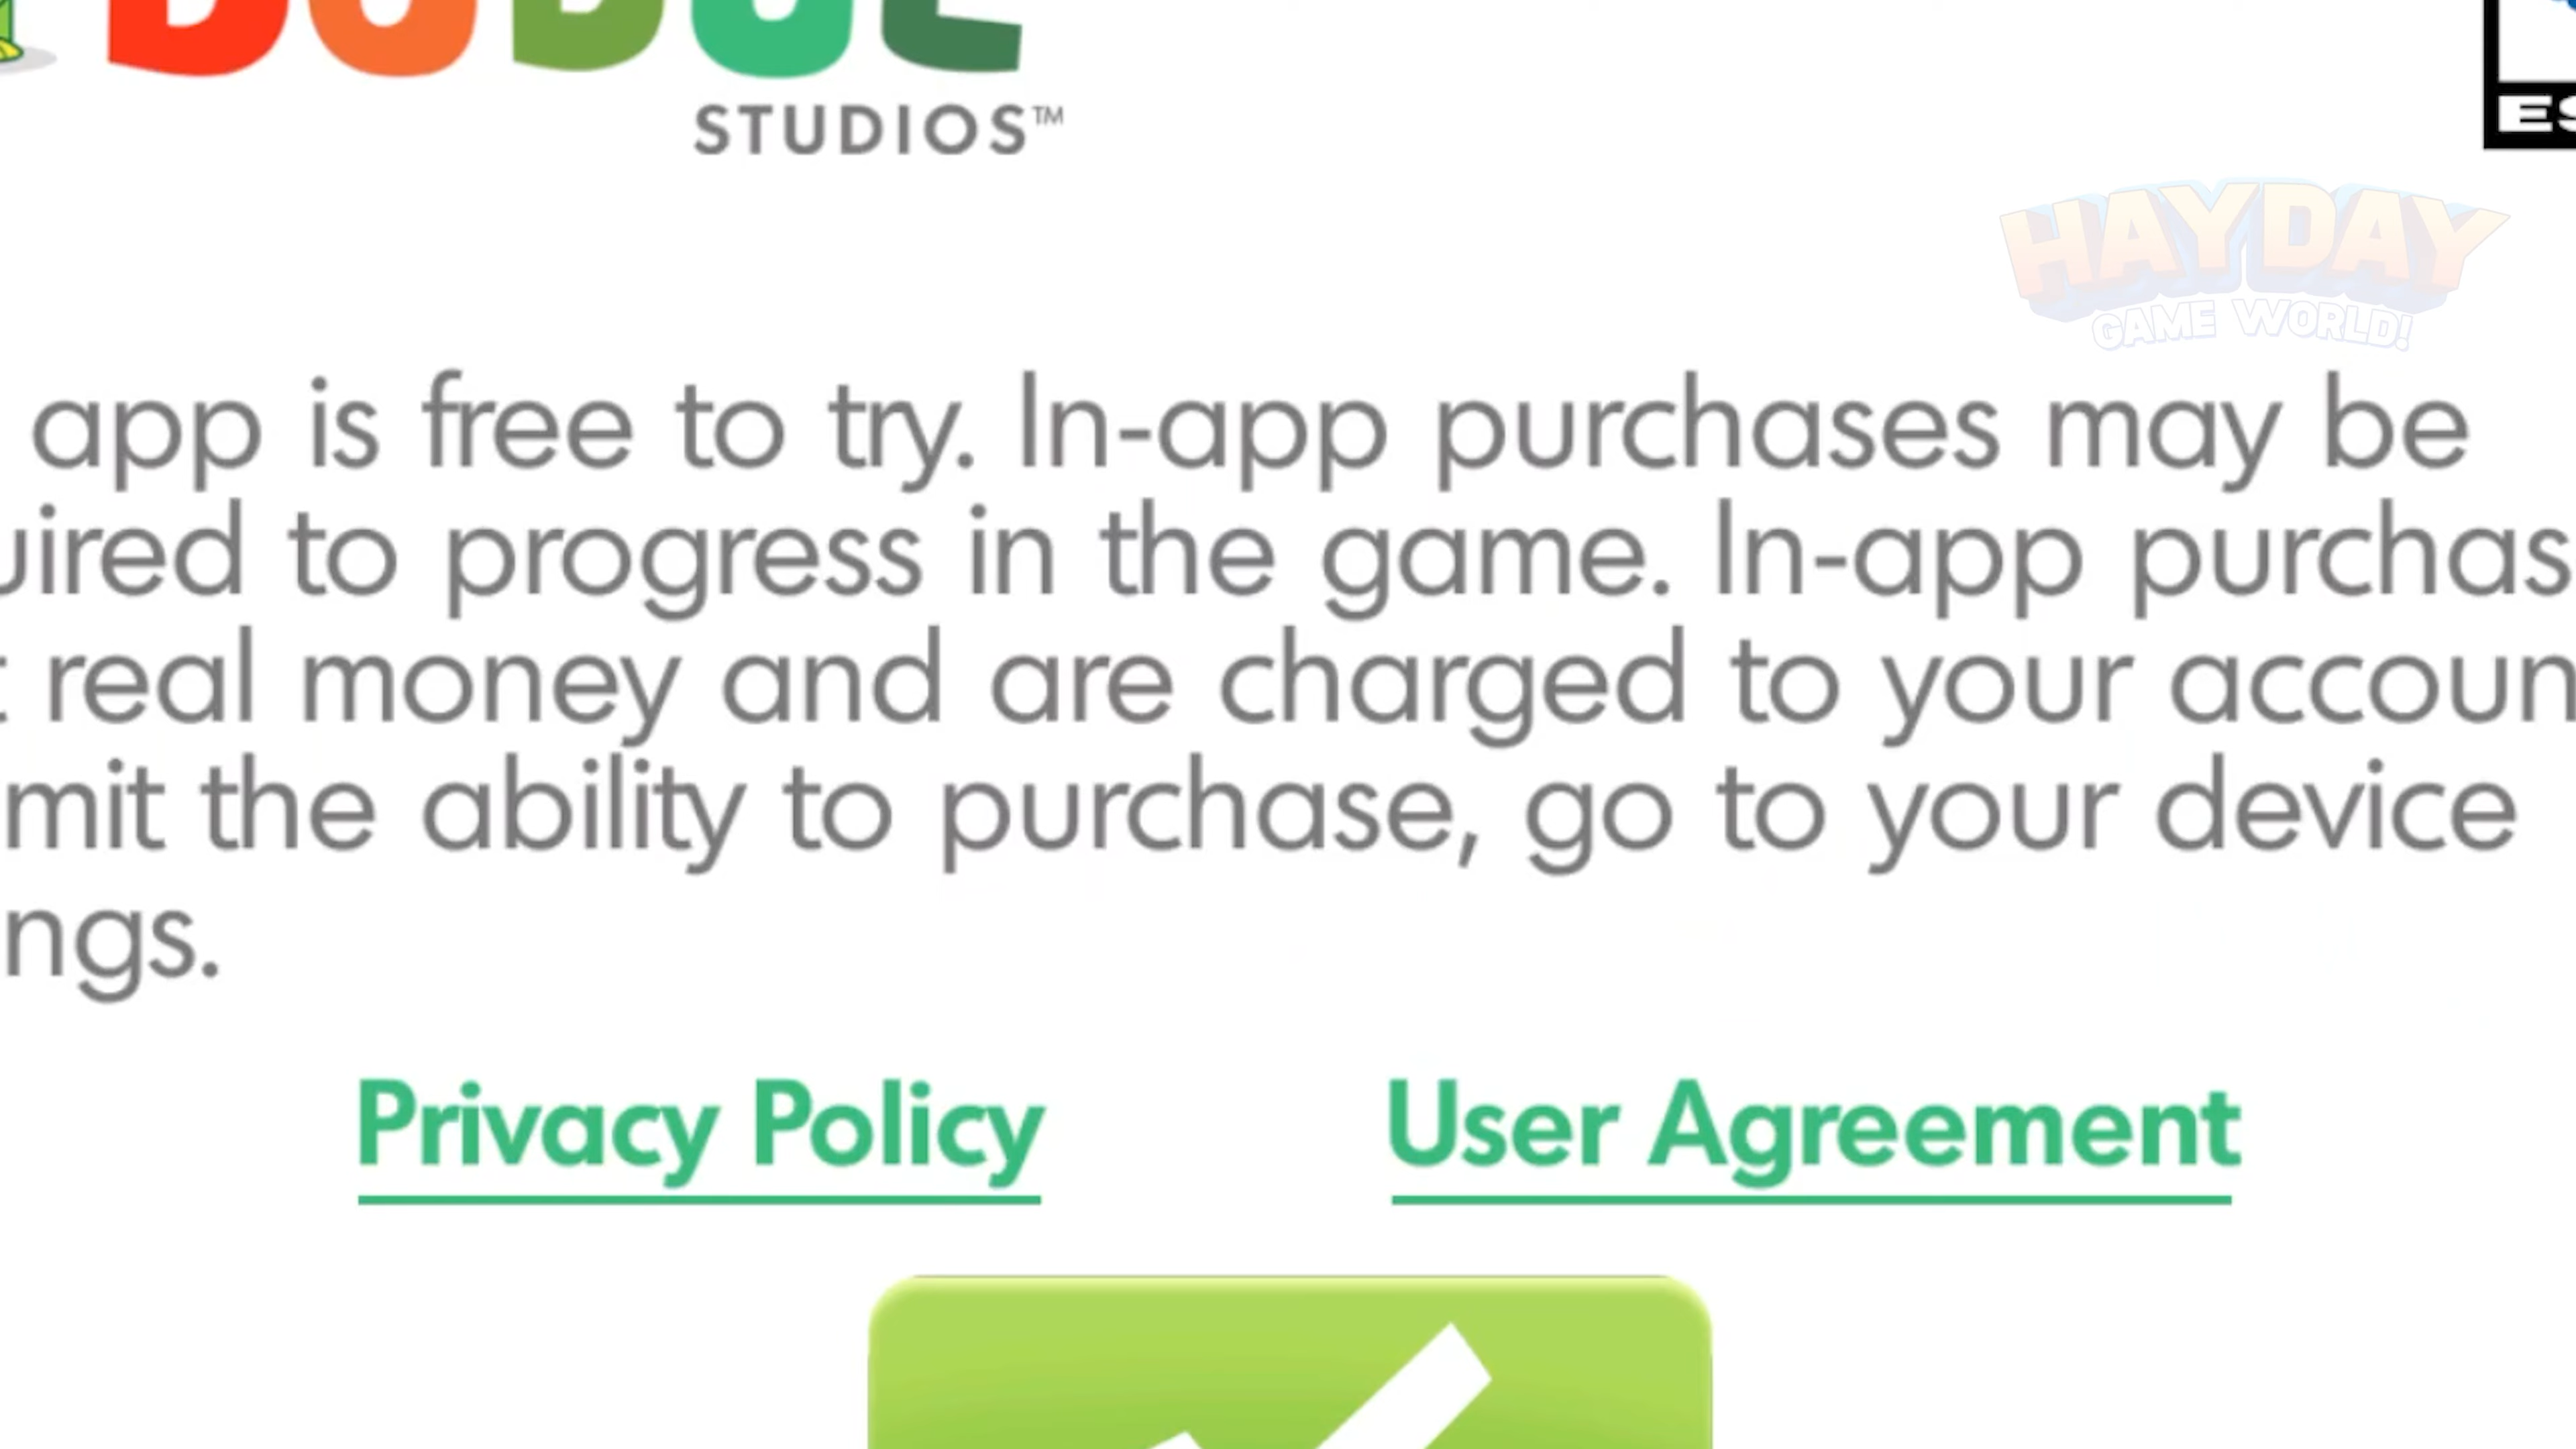 STUDIOS™
HAYDAY
GAME WORLD!
app is free to try. In-app purchases may be
uired to progress in the game. In-app purchas
real money and are charged to your accoun
mit the ability to purchase, go to your device
ngs.
Privacy Policy User Agreement